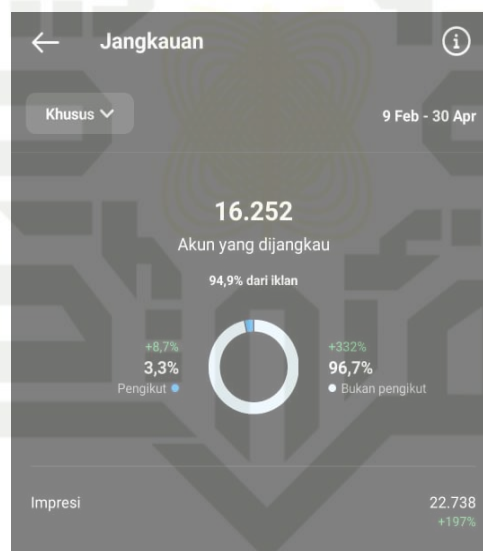 Jangkauan
Khusus
9 Feb - 30 Apr
16.252
Akun yang dijangkau
94,9% dari iklan
+8,7%
3,3%
Pengikut
+332%
96,7%
Bukan pengikut
Impresi
22.738
+197%